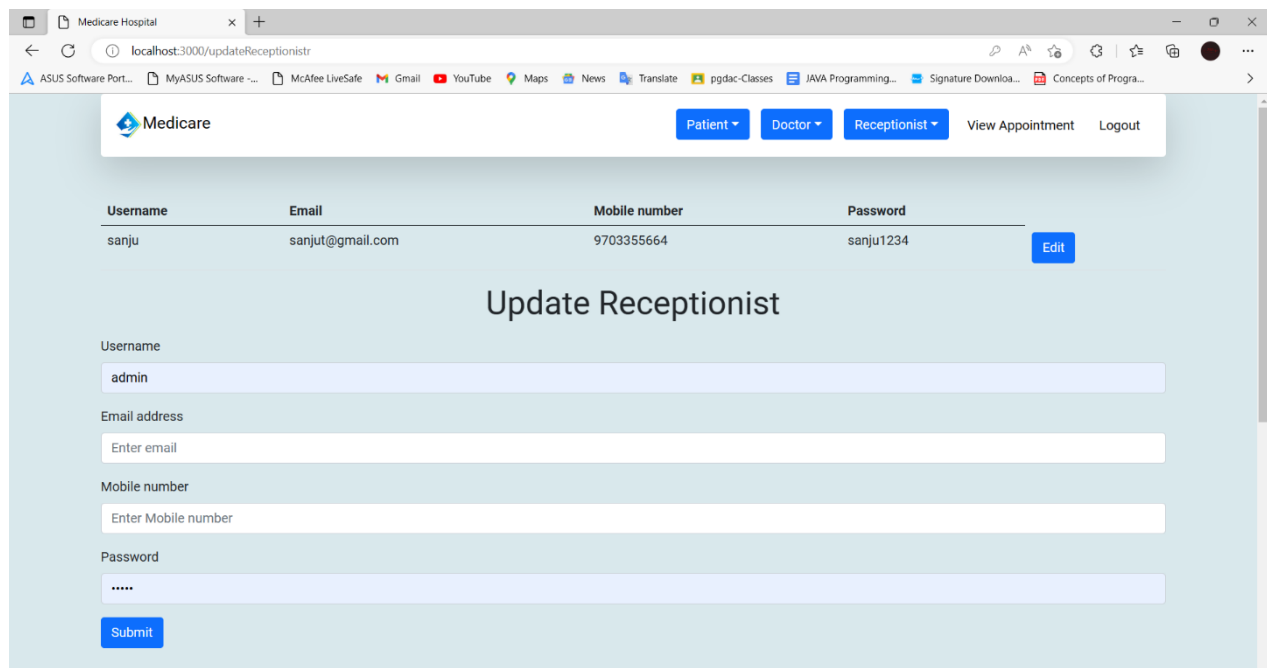 Medicare Hospital
localhost:3000/updateReceptionistr
ASUS Software Port... MyASUS Software -... McAfee LiveSafe Gmail YouTube Maps News Translate pgdac-Classes JAVA Programming... Signature Downloa... Concepts of Progra...
Medicare Patient Doctor Receptionist View Appointment Logout
Username Email Mobile number Password
sanju sanjut@gmail.com 9703355664 sanju1234 Edit
Update Receptionist
Username
admin
Email address
Enter email
Mobile number
Enter Mobile number
Password
•••••
Submit